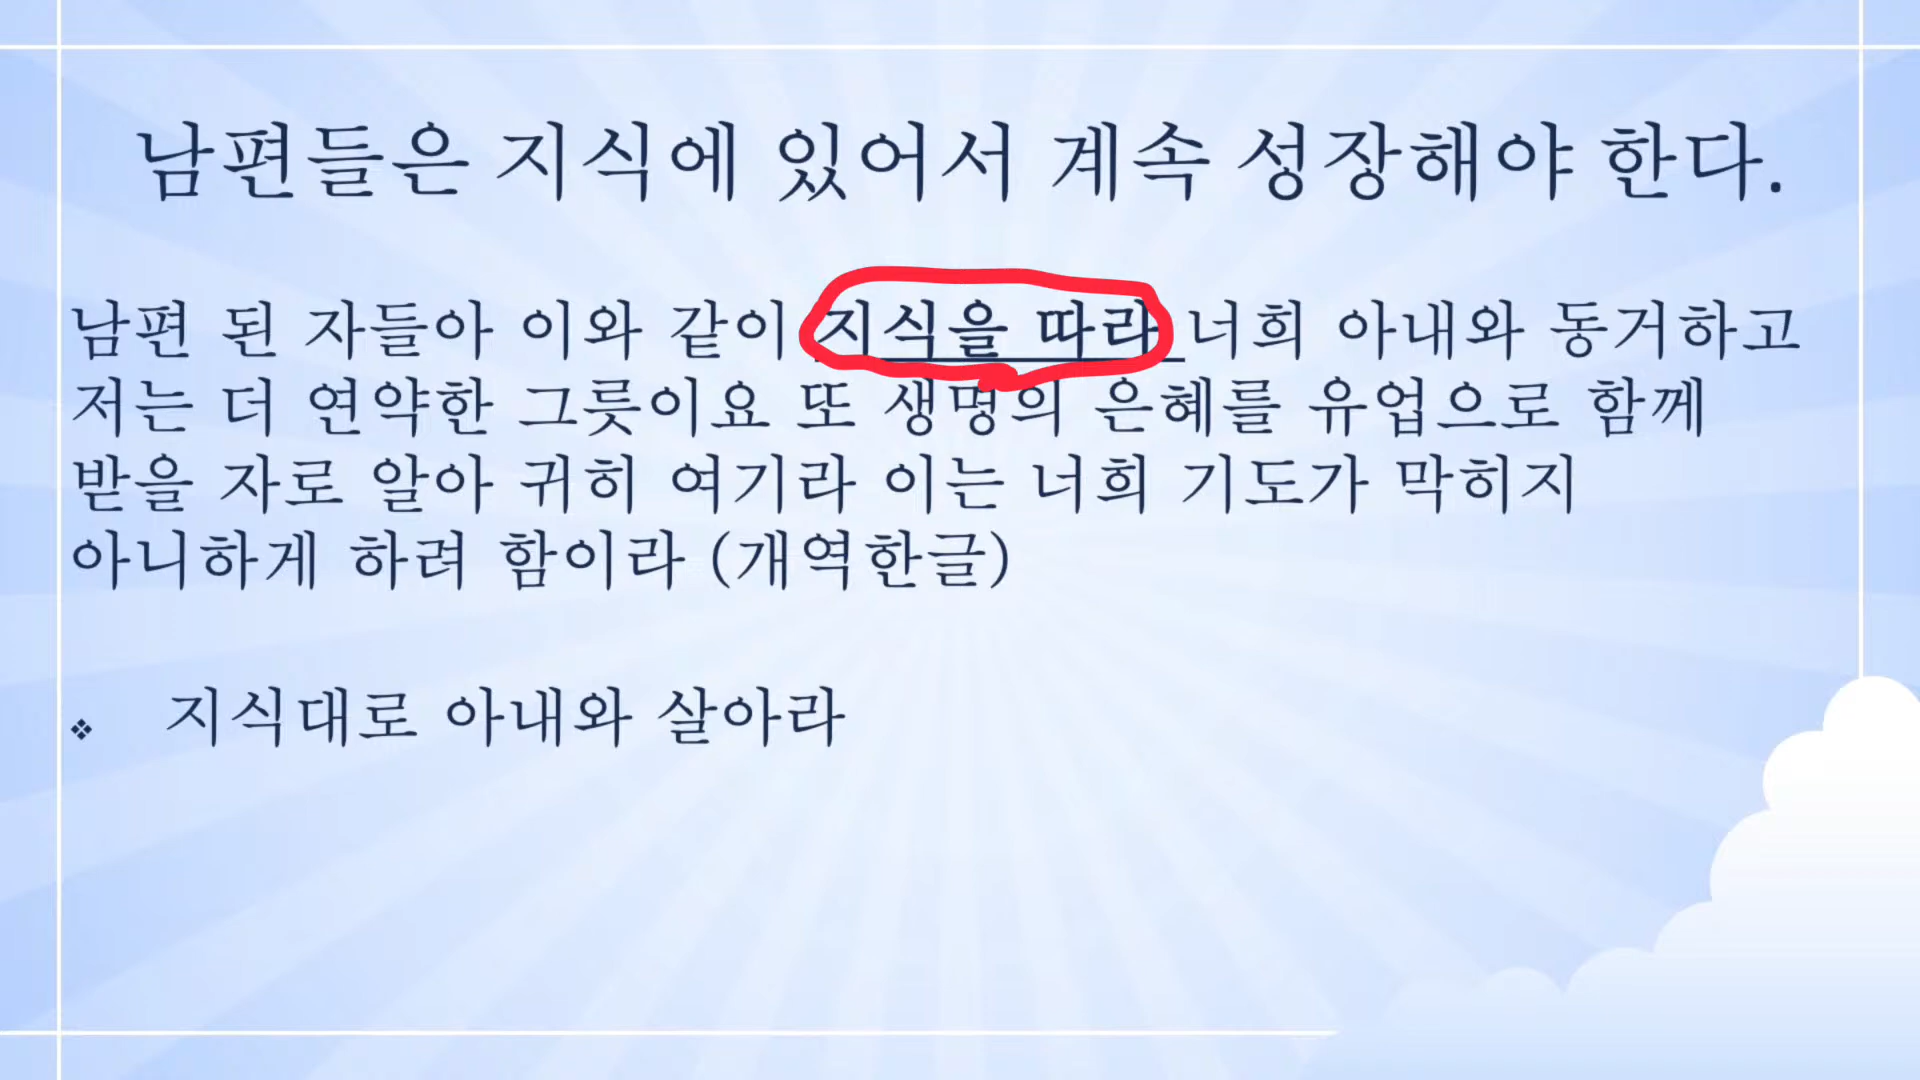 남편들은 지식에 있어서 계속 성장해야 한다.
남편 된 자들아 이와 같이 지식을 따라 너희 아내와 동거하고
저는 더 연약한 그릇이요 또 생명의 은혜를 유업으로 함께
받을 자로 알아 귀히 여기라 이는 너희 기도가 막히지
아니하게 하려 함이라 (개역한글)
❖ 지식대로 아내와 살아라